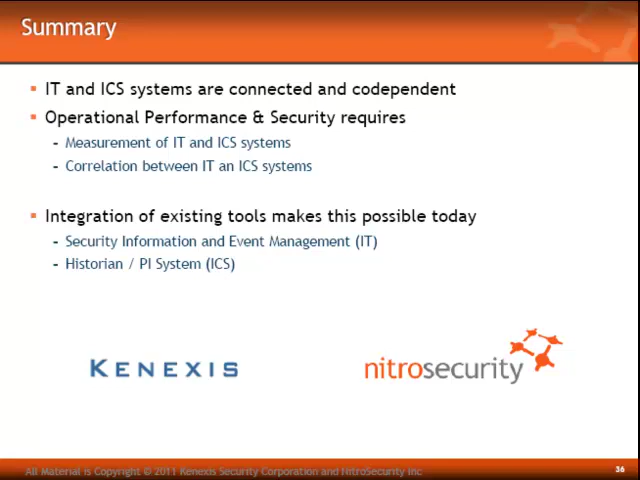 Summary
IT and ICS systems are connected and codependent
Operational Performance & Security requires
- Measurement of IT and ICS systems
- Correlation between IT an ICS systems
Integration of existing tools makes this possible today
- Security Information and Event Management (IT)
- Historian / PI System (ICS)
KENEXIS
nitrosecurity
All Material is Copyright © 2011 Kenexis Security Corporation and NitroSecurity Inc
36